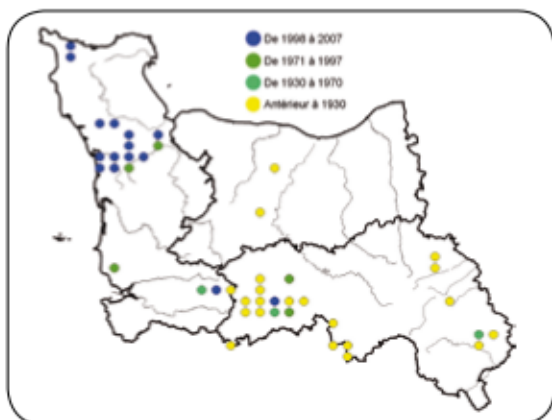 De 1998 à 2007
De 1971 à 1997
De 1930 à 1970
Antérieur à 1930